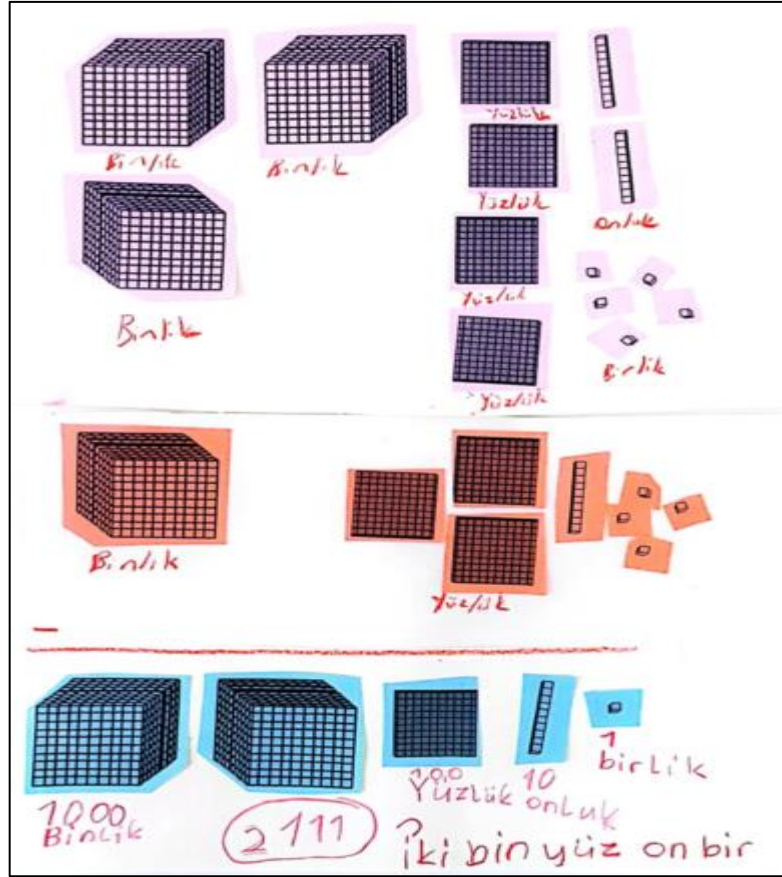 Binlik Binlik Yüzlük
Yüzlük onluk
Yüzlük
Binlik Birlik
Yüzlük
Binlik
Yüzlük
-
1000 100 10 1
Binlik Yüzlük onluk birlik
2111 iki bin yüz on bir